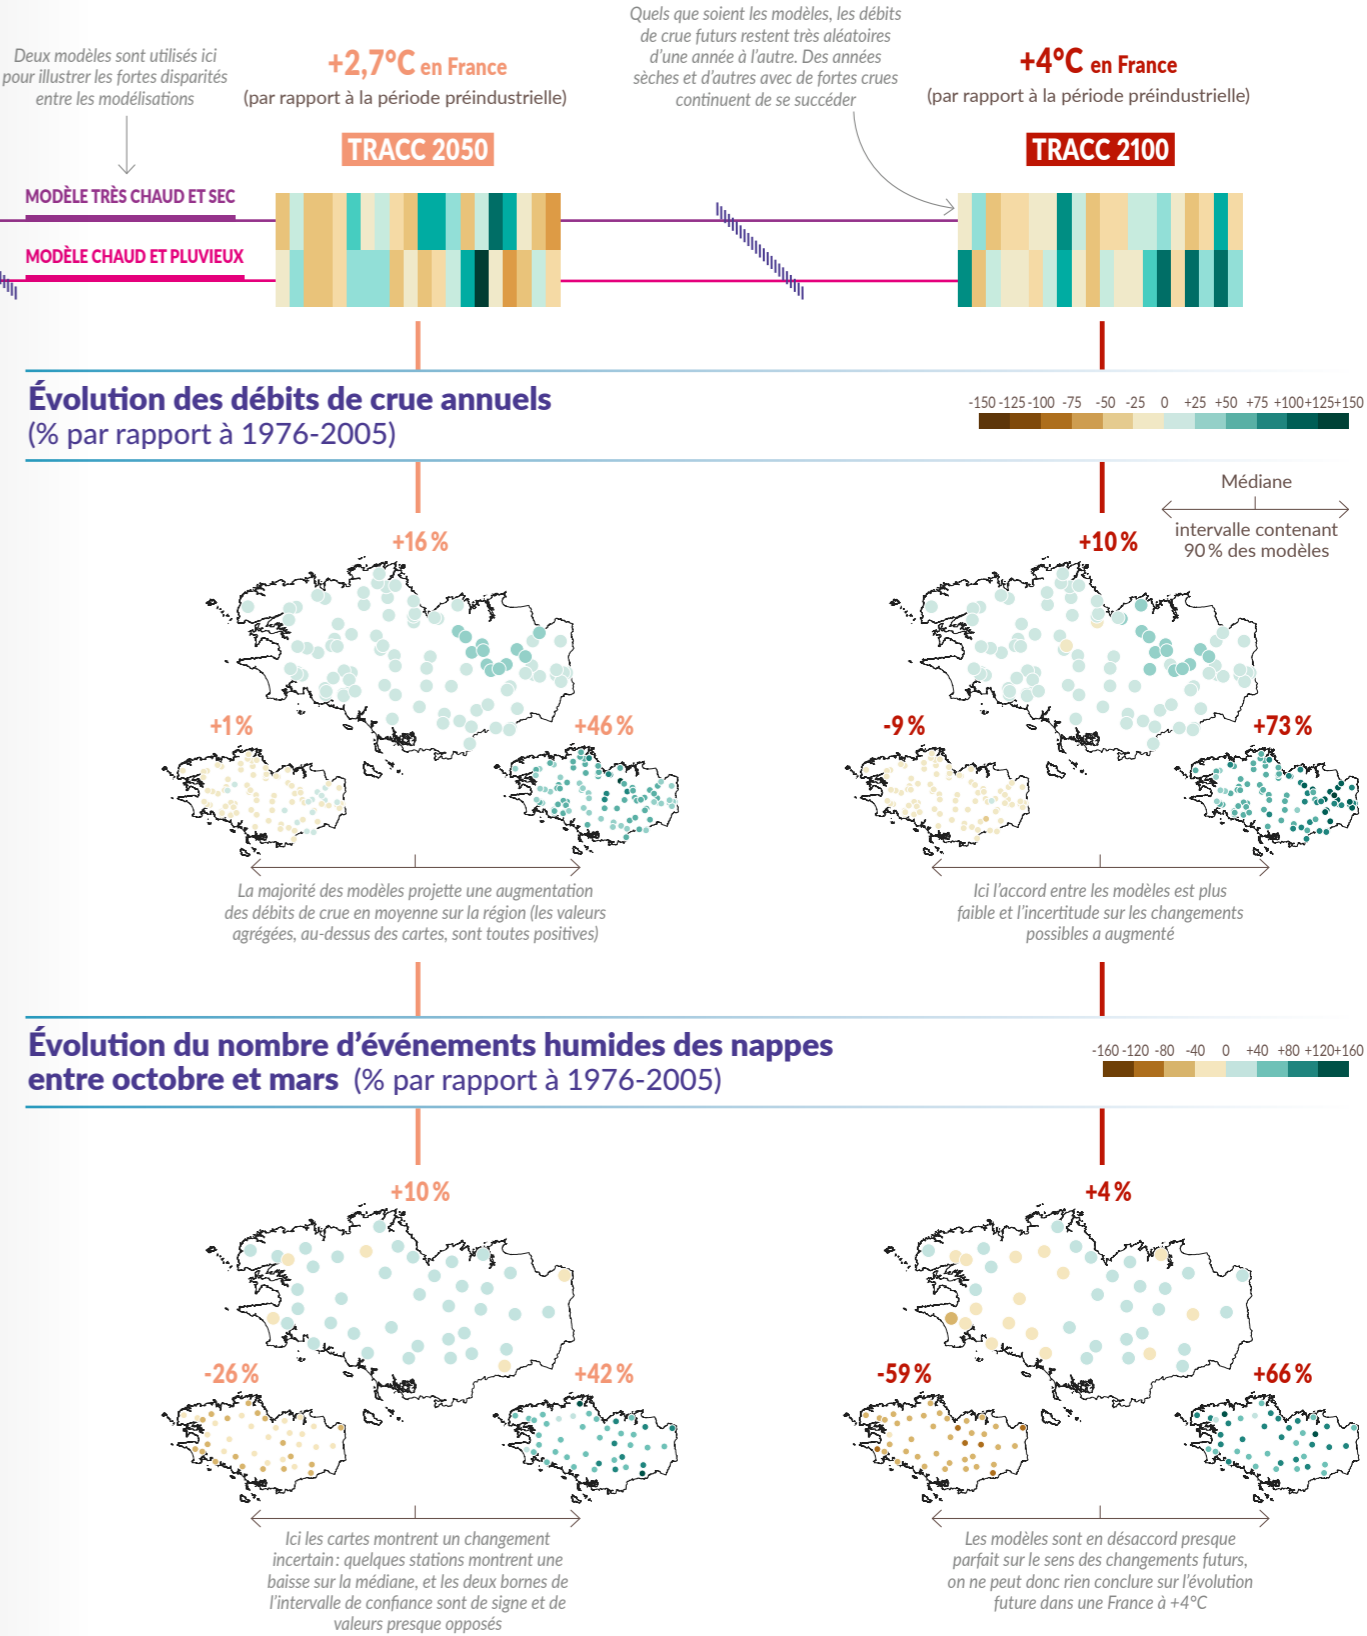 Deux modèles sont utilisés ici
pour illustrer les fortes disparités
entre les modélisations
+2,7°C en France
(par rapport à la période préindustrielle)
TRACC 2050
Quels que soient les modèles, les débits
de crue futurs restent très aléatoires
d'une année à l'autre. Des années
sèches et d'autres avec de fortes crues
continuent de se succéder
+4°C en France
(par rapport à la période préindustrielle)
TRACC 2100
MODÈLE TRÈS CHAUD ET SEC
MODÈLE CHAUD ET PLUVIEUX
Évolution des débits de crue annuels
(% par rapport à 1976-2005)
-150 -125 -100 -75 -50 -25 0 +25 +50 +75 +100 +125 +150
Médiane
intervalle contenant
90 % des modèles
+16 %
+1 %
+46 %
La majorité des modèles projette une augmentation
des débits de crue en moyenne sur la région (les valeurs
agrégées, au-dessus des cartes, sont toutes positives)
+10 %
-9 %
+73 %
Ici l'accord entre les modèles est plus
faible et l'incertitude sur les changements
possibles a augmenté
Évolution du nombre d'événements humides des nappes
entre octobre et mars (% par rapport à 1976-2005)
-160 -120 -80 -40 0 +40 +80 +120 +160
+10 %
-26 %
+42 %
Ici les cartes montrent un changement
incertain : quelques stations montrent une
baisse sur la médiane, et les deux bornes de
l'intervalle de confiance sont de signe et de
valeurs presque opposés
+4 %
-59 %
+66 %
Les modèles sont en désaccord presque
parfait sur le sens des changements futurs,
on ne peut donc rien conclure sur l'évolution
future dans une France à +4°C